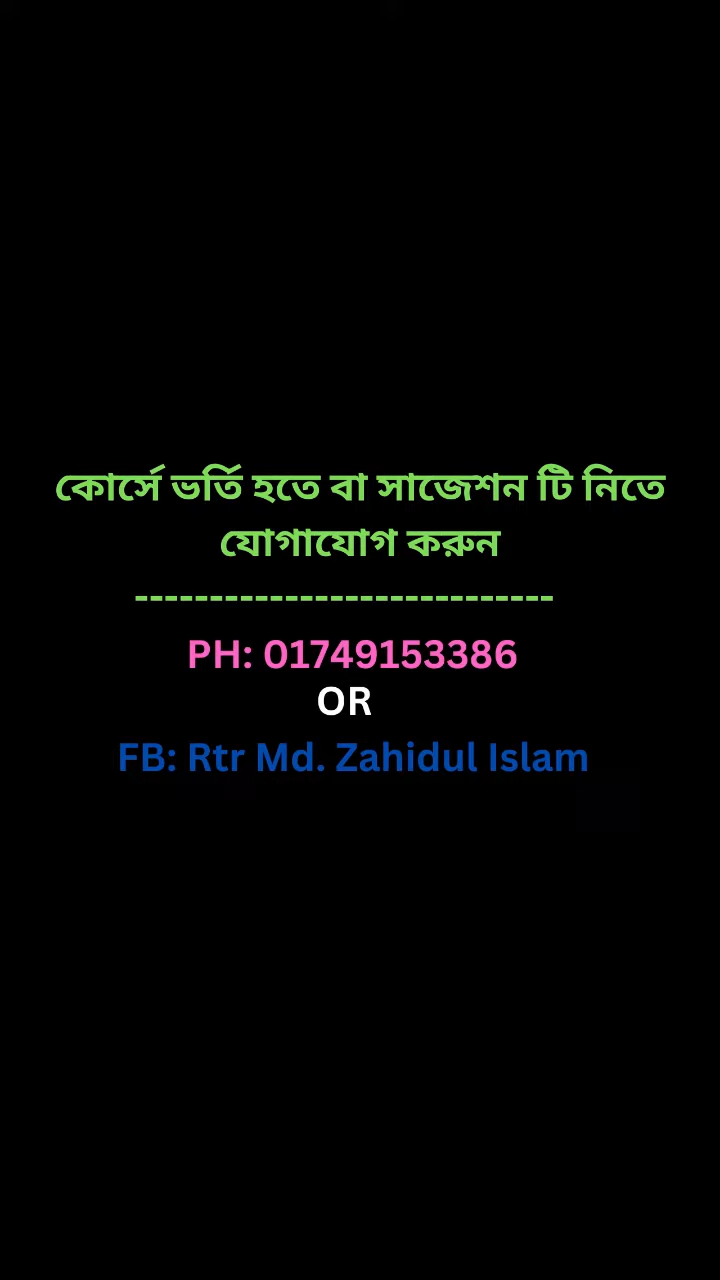 কোর্সে ভর্তি হতে বা সাজেশন টি নিতে
যোগাযোগ করুন
----------------------------
PH: 01749153386
OR
FB: Rtr Md. Zahidul Islam